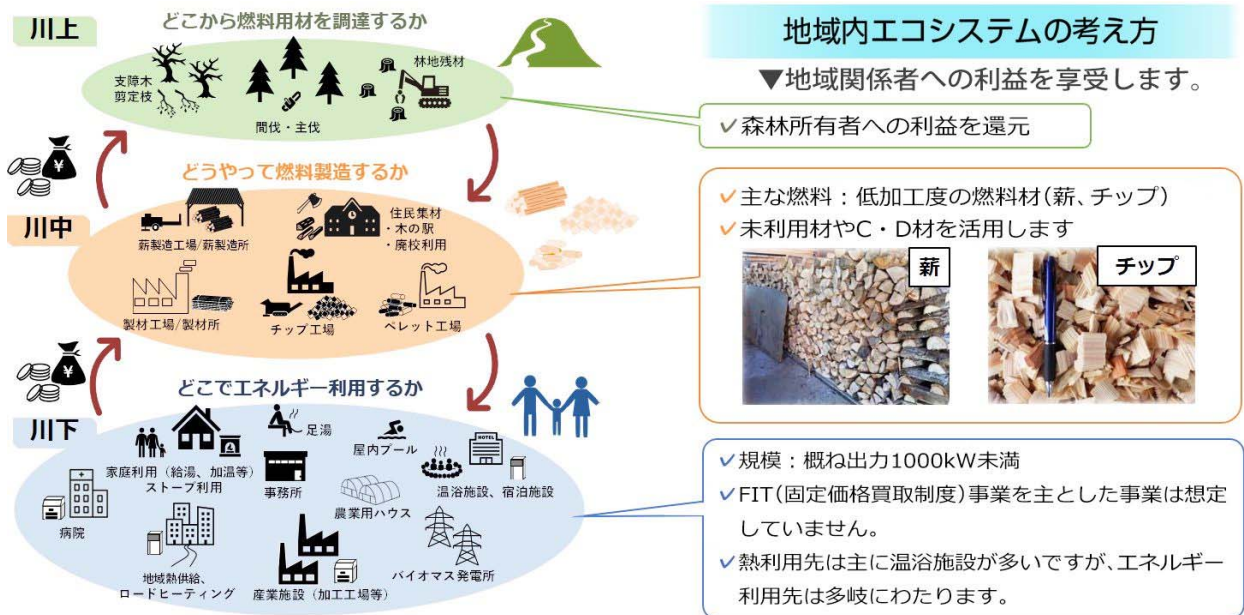 川上
どこから燃料用材を調達するか
支障木
剪定枝
林地残材
間伐・主伐
¥
川中
どうやって燃料製造するか
薪製造工場/薪製造所
住民集材
・木の駅
・廃校利用
製材工場/製材所
チップ工場
ペレット工場
¥
川下
どこでエネルギー利用するか
家庭利用（給湯、加温等）
ストーブ利用
足湯
事務所
屋内プール
農業用ハウス
HOTEL
温浴施設、宿泊施設
病院
地域熱供給、
ロードヒーティング
産業施設（加工工場等）
バイオマス発電所
地域内エコシステムの考え方
▼地域関係者への利益を享受します。
✓森林所有者への利益を還元
✓主な燃料：低加工度の燃料材(薪、チップ）
✓未利用材やC・D材を活用します
薪
チップ
✓規模：概ね出力1000kW未満
✓FIT(固定価格買取制度）事業を主とした事業は想定
していません。
✓熱利用先は主に温浴施設が多いですが、エネルギー
利用先は多岐にわたります。